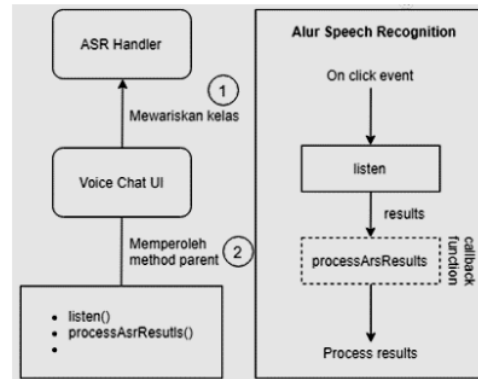 ASR Handler
1
Mewariskan kelas
Voice Chat UI
Memperoleh
method parent
2
• listen()
• processAsrResutls()
•
Alur Speech Recognition
On click event
listen
results
processArsResults
callback
function
Process results